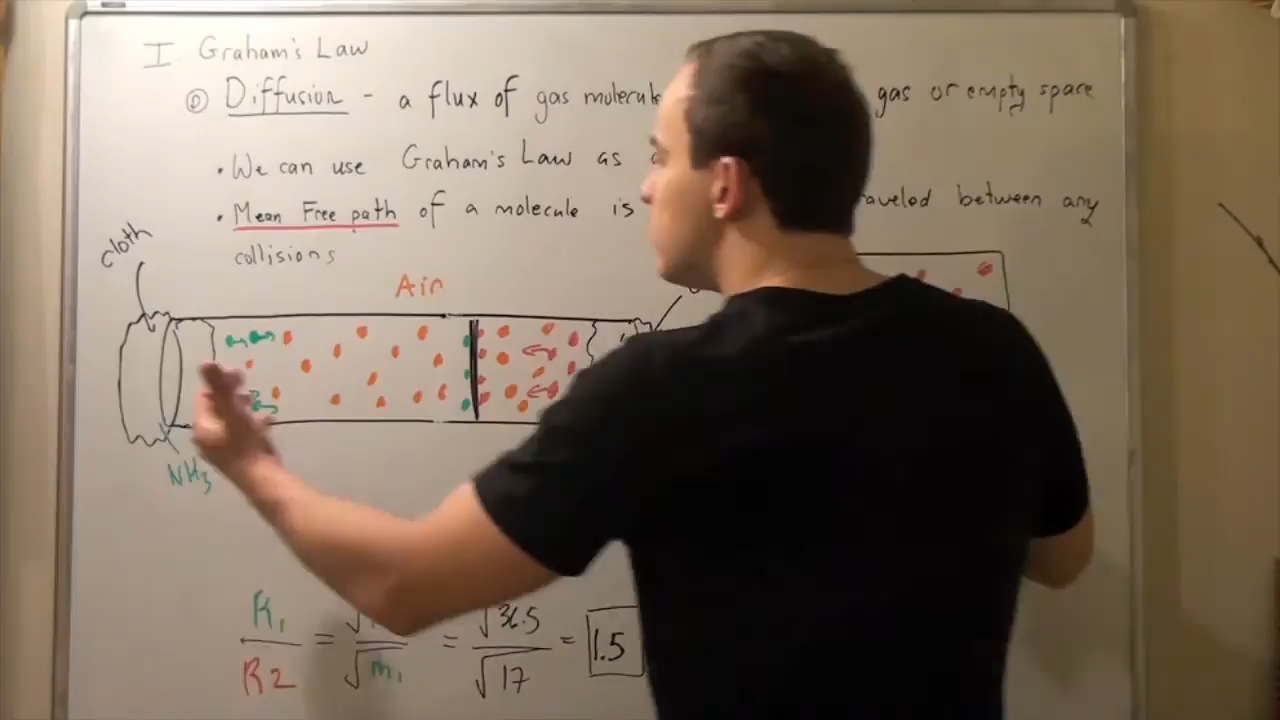 I Graham's Law
① Diffusion - a flux of gas molecule gas or empty space
• We can use Graham's Law as
• Mean Free path of a molecule is traveled between any
collisions
cloth
Air
NH3
R1 / R2 = √ / √m1 = √36.5 / √17 = 1.5